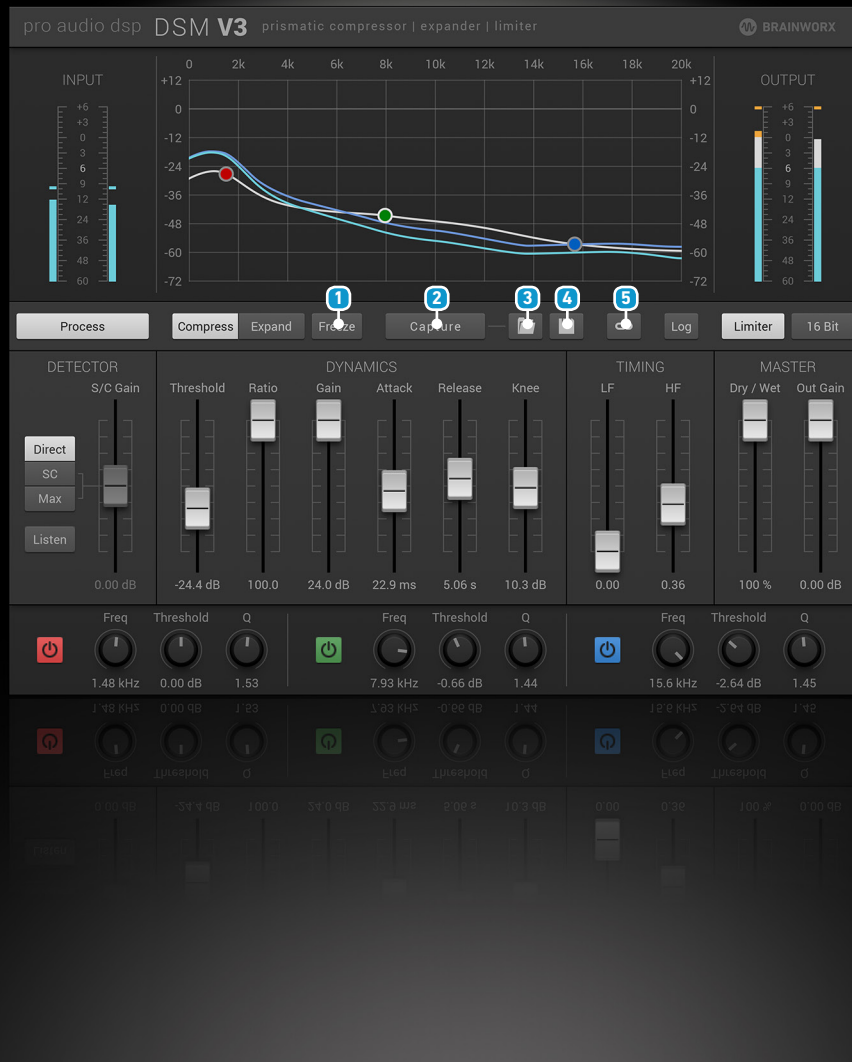 pro audio dsp DSM V3 prismatic compressor | expander | limiter BRAINWORX
INPUT 0 2k 4k 6k 8k 10k 12k 14k 16k 18k 20k OUTPUT
+12 +12
0 0
-12 -12
-24 -24
-36 -36
-48 -48
-60 -60
-72 -72
+6 +6
+3 +3
0 0
3 3
6 6
9 9
12 12
24 24
36 36
48 48
60 60
1 2 3 4 5
Process Compress Expand Freeze Capture Log Limiter 16 Bit
DETECTOR DYNAMICS TIMING MASTER
S/C Gain Threshold Ratio Gain Attack Release Knee LF HF Dry / Wet Out Gain
Direct
SC
Max
Listen
0.00 dB -24.4 dB 100.0 24.0 dB 22.9 ms 5.06 s 10.3 dB 0.00 0.36 100 % 0.00 dB
Freq Threshold Q Freq Threshold Q Freq Threshold Q
1.48 kHz 0.00 dB 1.53 7.93 kHz -0.66 dB 1.44 15.6 kHz -2.64 dB 1.45